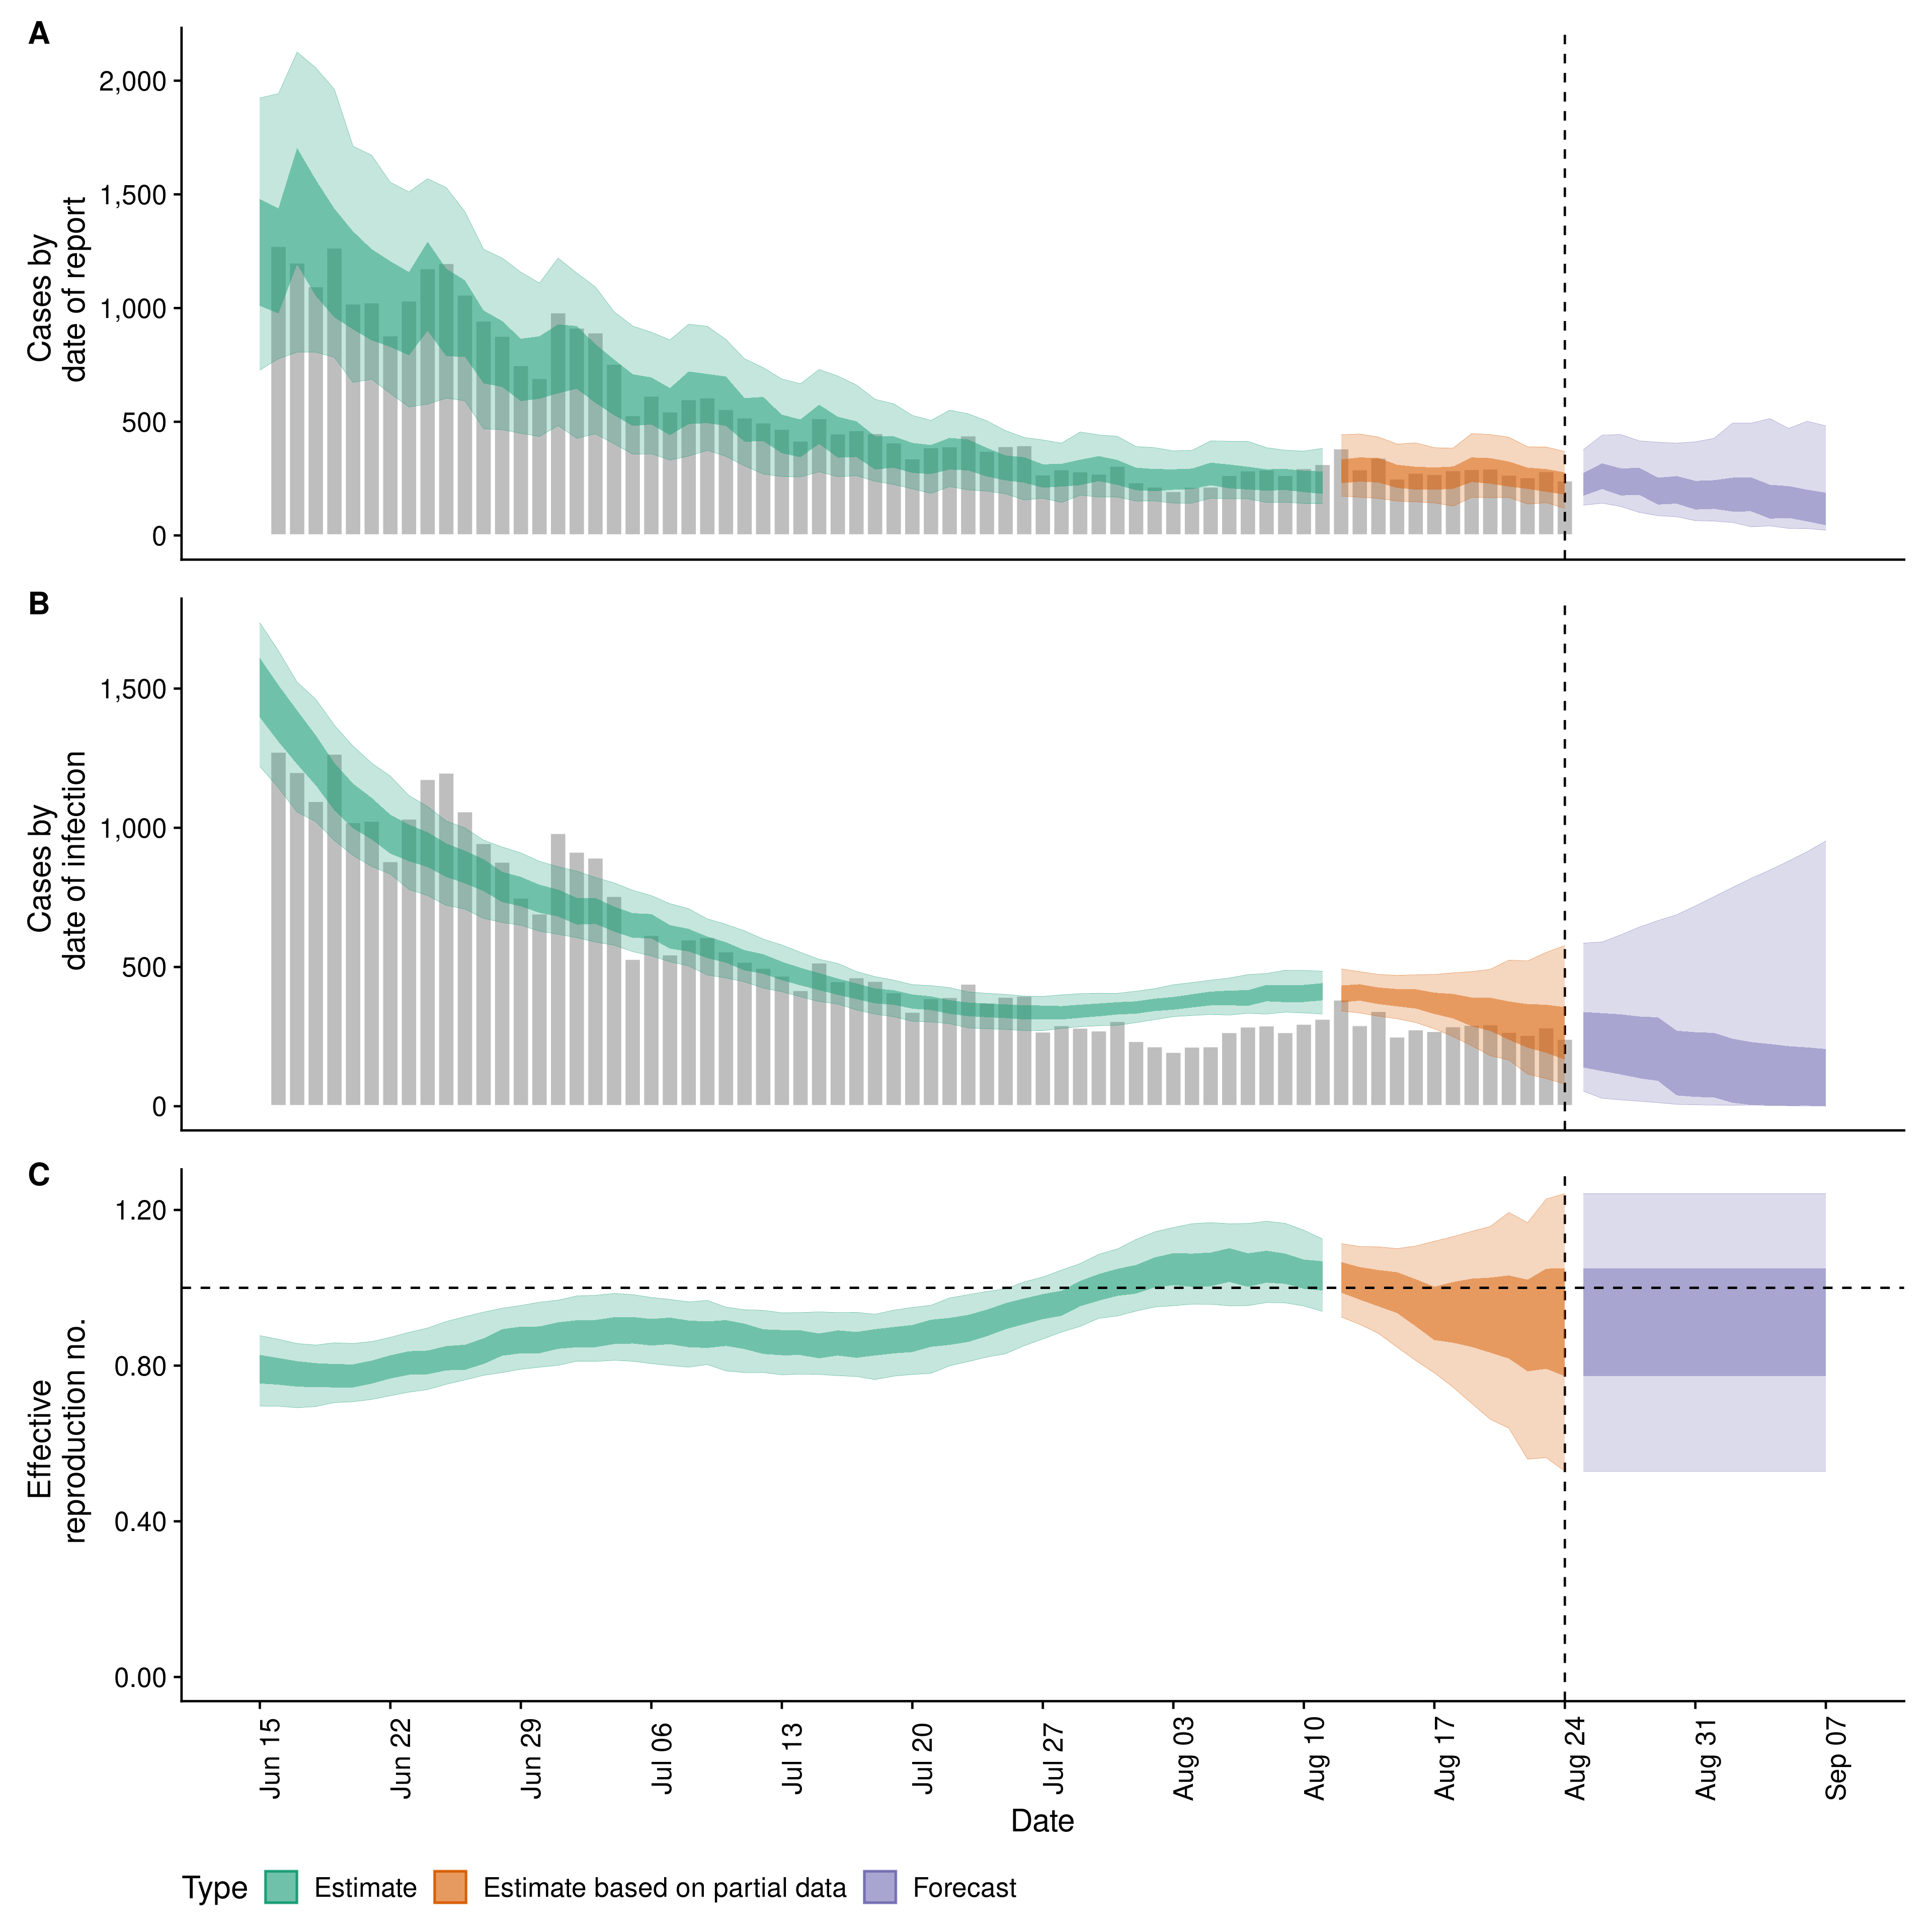 A
2,000
1,500
1,000
500
0
Cases by
date of report
B
1,500
1,000
500
0
Cases by
date of infection
C
1.20
0.80
0.40
0.00
Effective
reproduction no.
Jun 15
Jun 22
Jun 29
Jul 06
Jul 13
Jul 20
Jul 27
Aug 03
Aug 10
Aug 17
Aug 24
Aug 31
Sep 07
Date
Type Estimate Estimate based on partial data Forecast